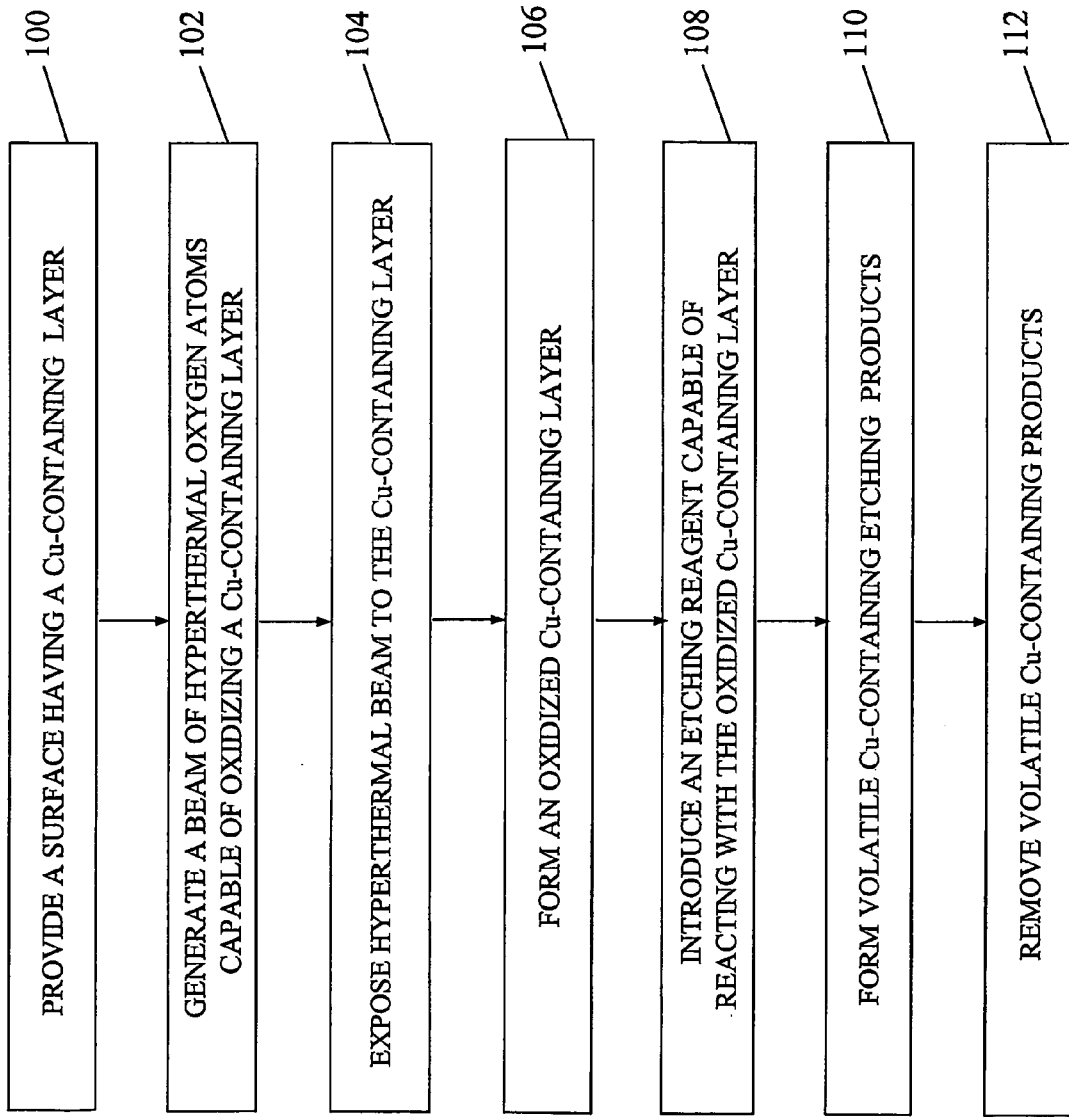 100
PROVIDE A SURFACE HAVING A Cu-CONTAINING LAYER
102
GENERATE A BEAM OF HYPERTHERMAL OXYGEN ATOMS
CAPABLE OF OXIDIZING A Cu-CONTAINING LAYER
104
EXPOSE HYPERTHERMAL BEAM TO THE Cu-CONTAINING LAYER
106
FORM AN OXIDIZED Cu-CONTAINING LAYER
108
INTRODUCE AN ETCHING REAGENT CAPABLE OF
REACTING WITH THE OXIDIZED Cu-CONTAINING LAYER
110
FORM VOLATILE Cu-CONTAINING ETCHING PRODUCTS
112
REMOVE VOLATILE Cu-CONTAINING PRODUCTS